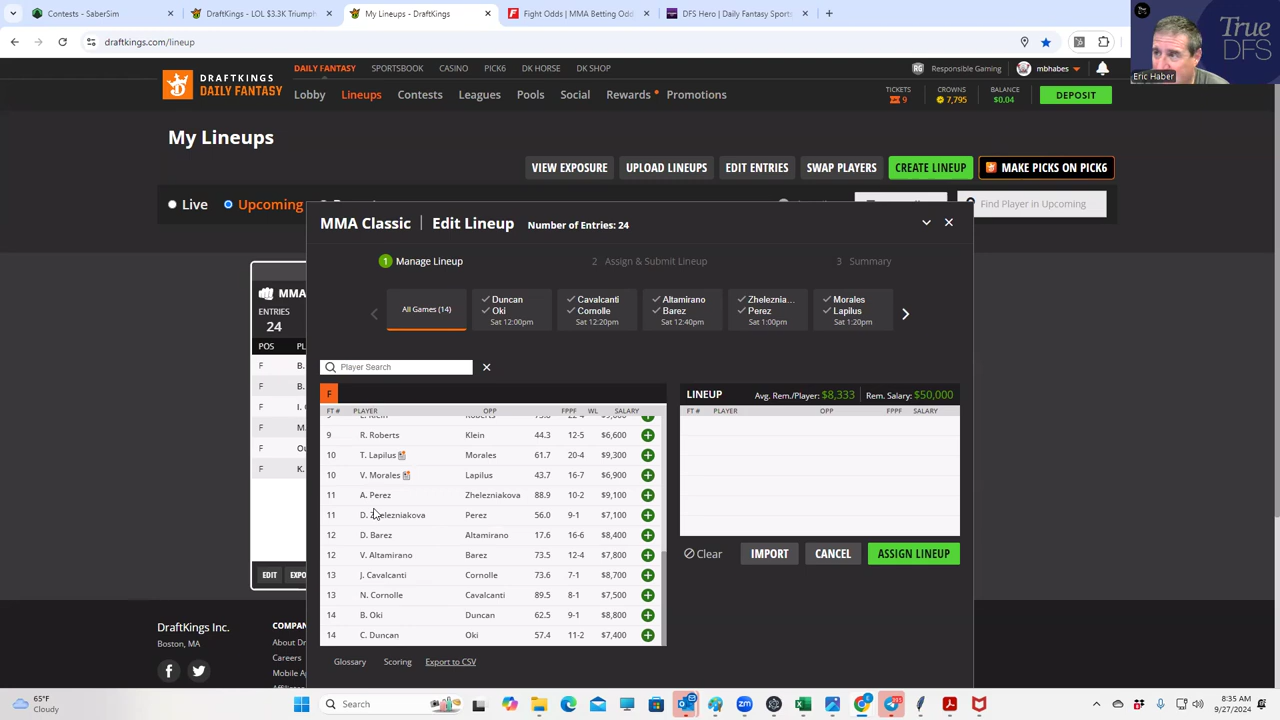 Contests - SaberSim
DraftKings - LOL $3.3K Triumph
My Lineups - DraftKings
Fight Odds | MMA Betting Odd
DFS Hero | Daily Fantasy Sports
draftkings.com/lineup
True
DFS
Eric Haber
DRAFTKINGS
DAILY FANTASY
DAILY FANTASY SPORTSBOOK CASINO PICK6 DK HORSE DK SHOP
RG Responsible Gaming mbhabes
Lobby Lineups Contests Leagues Pools Social Rewards Promotions
TICKETS CROWNS BALANCE
9 7,795 $0.04
DEPOSIT
My Lineups
VIEW EXPOSURE UPLOAD LINEUPS EDIT ENTRIES SWAP PLAYERS CREATE LINEUP MAKE PICKS ON PICK6
Live Upcoming Find Player in Upcoming
MMA Classic | Edit Lineup Number of Entries: 24
1 Manage Lineup 2 Assign & Submit Lineup 3 Summary
MMA
ENTRIES
24
POS PL
F B.
F B.
F I.
F M.
F Ou
F K.
EDIT EXPO
All Games (14)
Duncan
Oki
Sat 12:00pm
Cavalcanti
Cornolle
Sat 12:20pm
Altamirano
Barez
Sat 12:40pm
Zheleznia...
Perez
Sat 1:00pm
Morales
Lapilus
Sat 1:20pm
Player Search
F
FT # PLAYER OPP FPPF WL SALARY
9 R. Roberts Klein 44.3 12-5 $6,600
10 T. Lapilus Morales 61.7 20-4 $9,300
10 V. Morales Lapilus 43.7 16-7 $6,900
11 A. Perez Zhelezniakova 88.9 10-2 $9,100
11 D. Zhelezniakova Perez 56.0 9-1 $7,100
12 D. Barez Altamirano 17.6 16-6 $8,400
12 V. Altamirano Barez 73.5 12-4 $7,800
13 J. Cavalcanti Cornolle 73.6 7-1 $8,700
13 N. Cornolle Cavalcanti 89.5 8-1 $7,500
14 B. Oki Duncan 62.5 9-1 $8,800
14 C. Duncan Oki 57.4 11-2 $7,400
LINEUP Avg. Rem./Player: $8,333 Rem. Salary: $50,000
FT # PLAYER OPP FPPF SALARY
Clear IMPORT CANCEL ASSIGN LINEUP
Glossary Scoring Export to CSV
DraftKings Inc.
Boston, MA
COMPAN
About Dra
Careers
Mobile Ap
65°F
Cloudy
Search
8:35 AM
9/27/2024